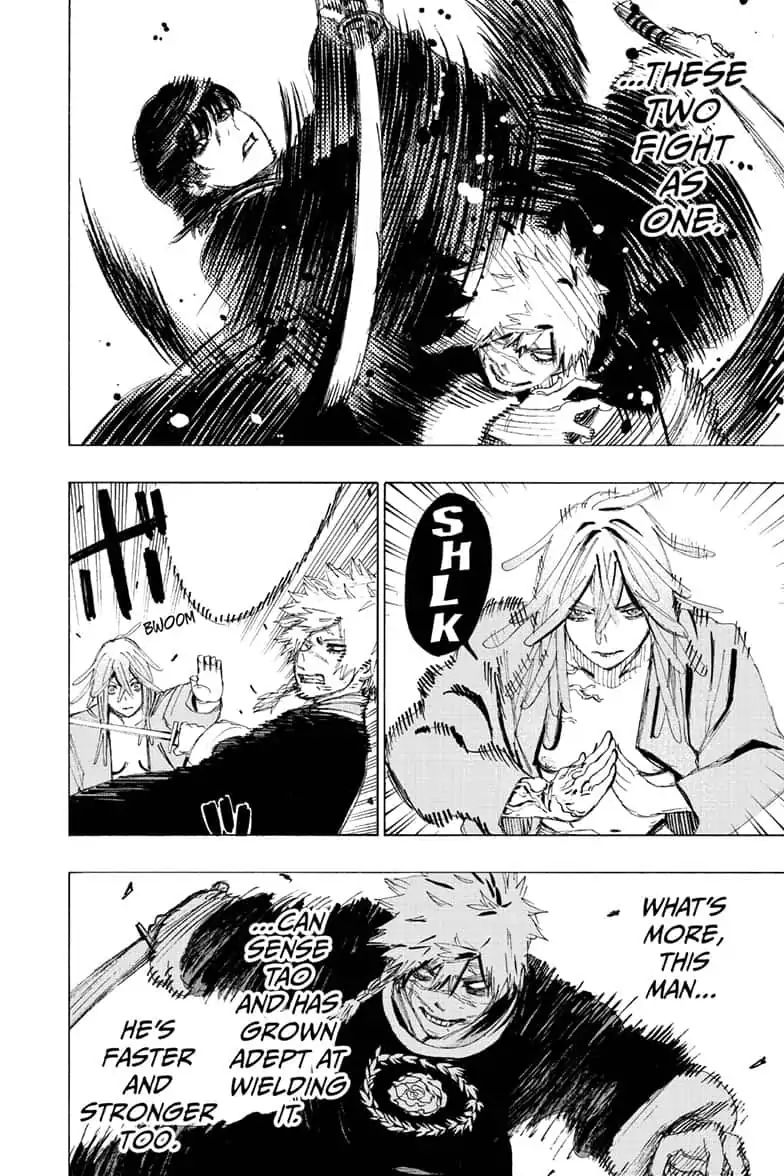 ...THESE
TWO
FIGHT
AS
ONE.
SHLK
BWOOM
WHAT'S
MORE,
THIS
MAN...
...CAN
SENSE
TAO
AND HAS
GROWN
ADEPT AT
WIELDING
IT.
HE'S
FASTER
AND
STRONGER
TOO.